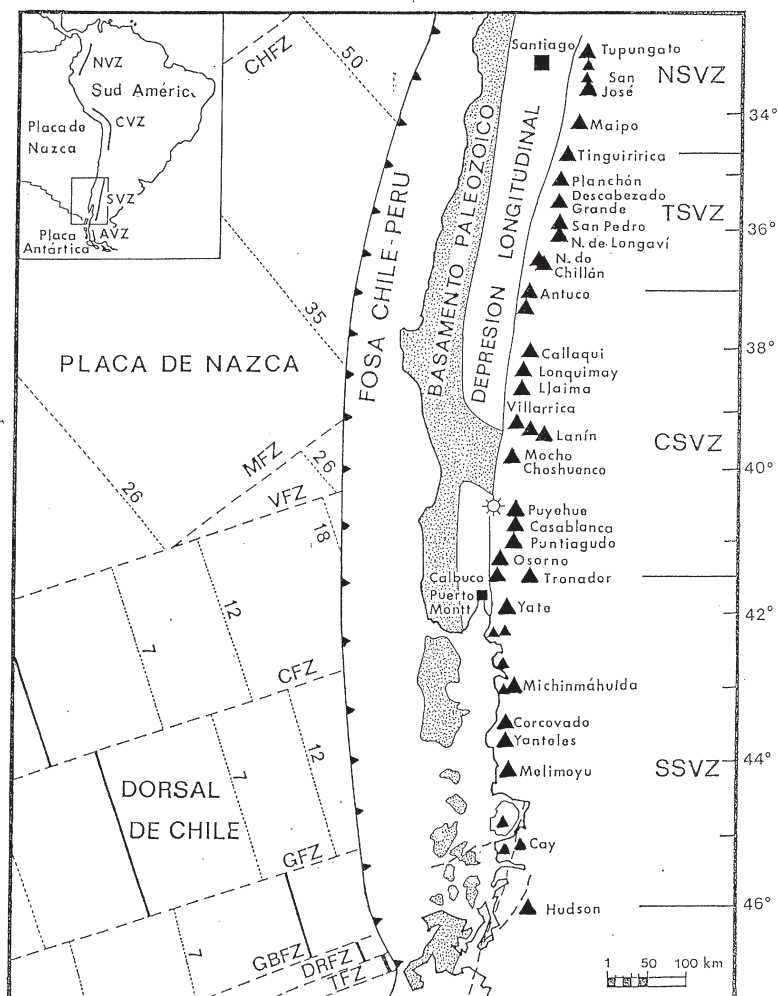 NVZ
Sud Améric
Placa de
Nazca
CVZ
SVZ
Placa
Antártica
AVZ
CHFZ
50
35
26
PLACA DE NAZCA
FOSA CHILE-PERU
BASAMENTO PALEOZOICO
DEPRESION LONGITUDINAL
Santiago
Tupungato
San
José
NSVZ
34°
Maipo
Tinguiririca
Planchón
Descabezado
Grande
TSVZ
San Pedro
36°
N. de Longaví
N. de
Chillán
Antuco
38°
Callaqui
Lonquimay
LJaima
Villarrica
Lanín
CSVZ
Mocho
Choshuenco
40°
MFZ
26
VFZ
18
Puyehue
Casablanca
Puntiagudo
Osorno
Calbuco
Tronador
Puerto
Montt
Yate
42°
12
7
CFZ
Michinmáhuida
Corcovado
Yanteles
12
7
44°
Melimoyu
SSVZ
DORSAL
DE CHILE
GFZ
Cay
46°
Hudson
7
GBFZ
DRFZ
TFZ
1 50 100 km